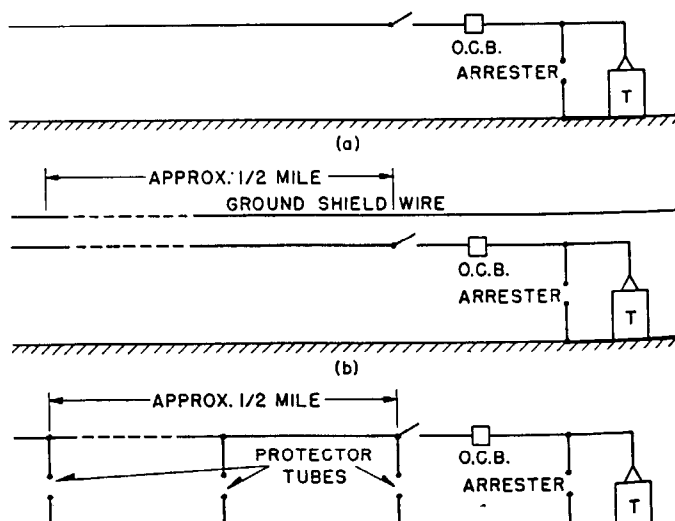 O.C.B.
ARRESTER
T
(a)
APPROX. 1/2 MILE
GROUND SHIELD WIRE
O.C.B.
ARRESTER
T
(b)
APPROX. 1/2 MILE
PROTECTOR
TUBES
O.C.B.
ARRESTER
T